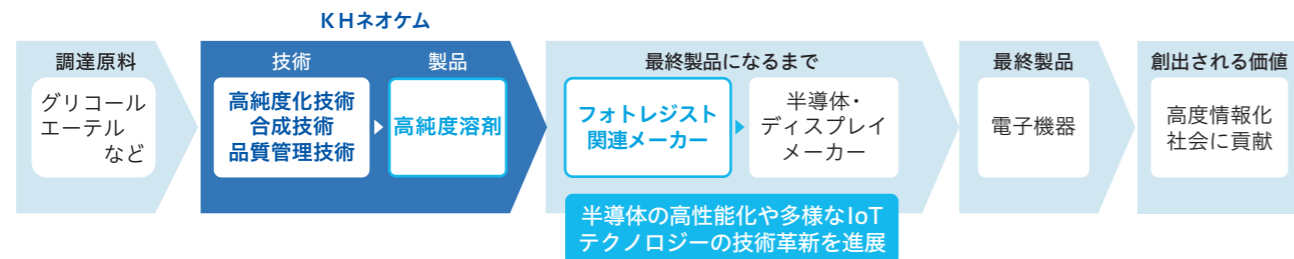 KHネオケム
調達原料
グリコール
エーテル
など
技術
高純度化技術
合成技術
品質管理技術
製品
高純度溶剤
最終製品になるまで
フォトレジスト
関連メーカー
半導体・
ディスプレイ
メーカー
半導体の高性能化や多様なIoT
テクノロジーの技術革新を進展
最終製品
電子機器
創出される価値
高度情報化
社会に貢献